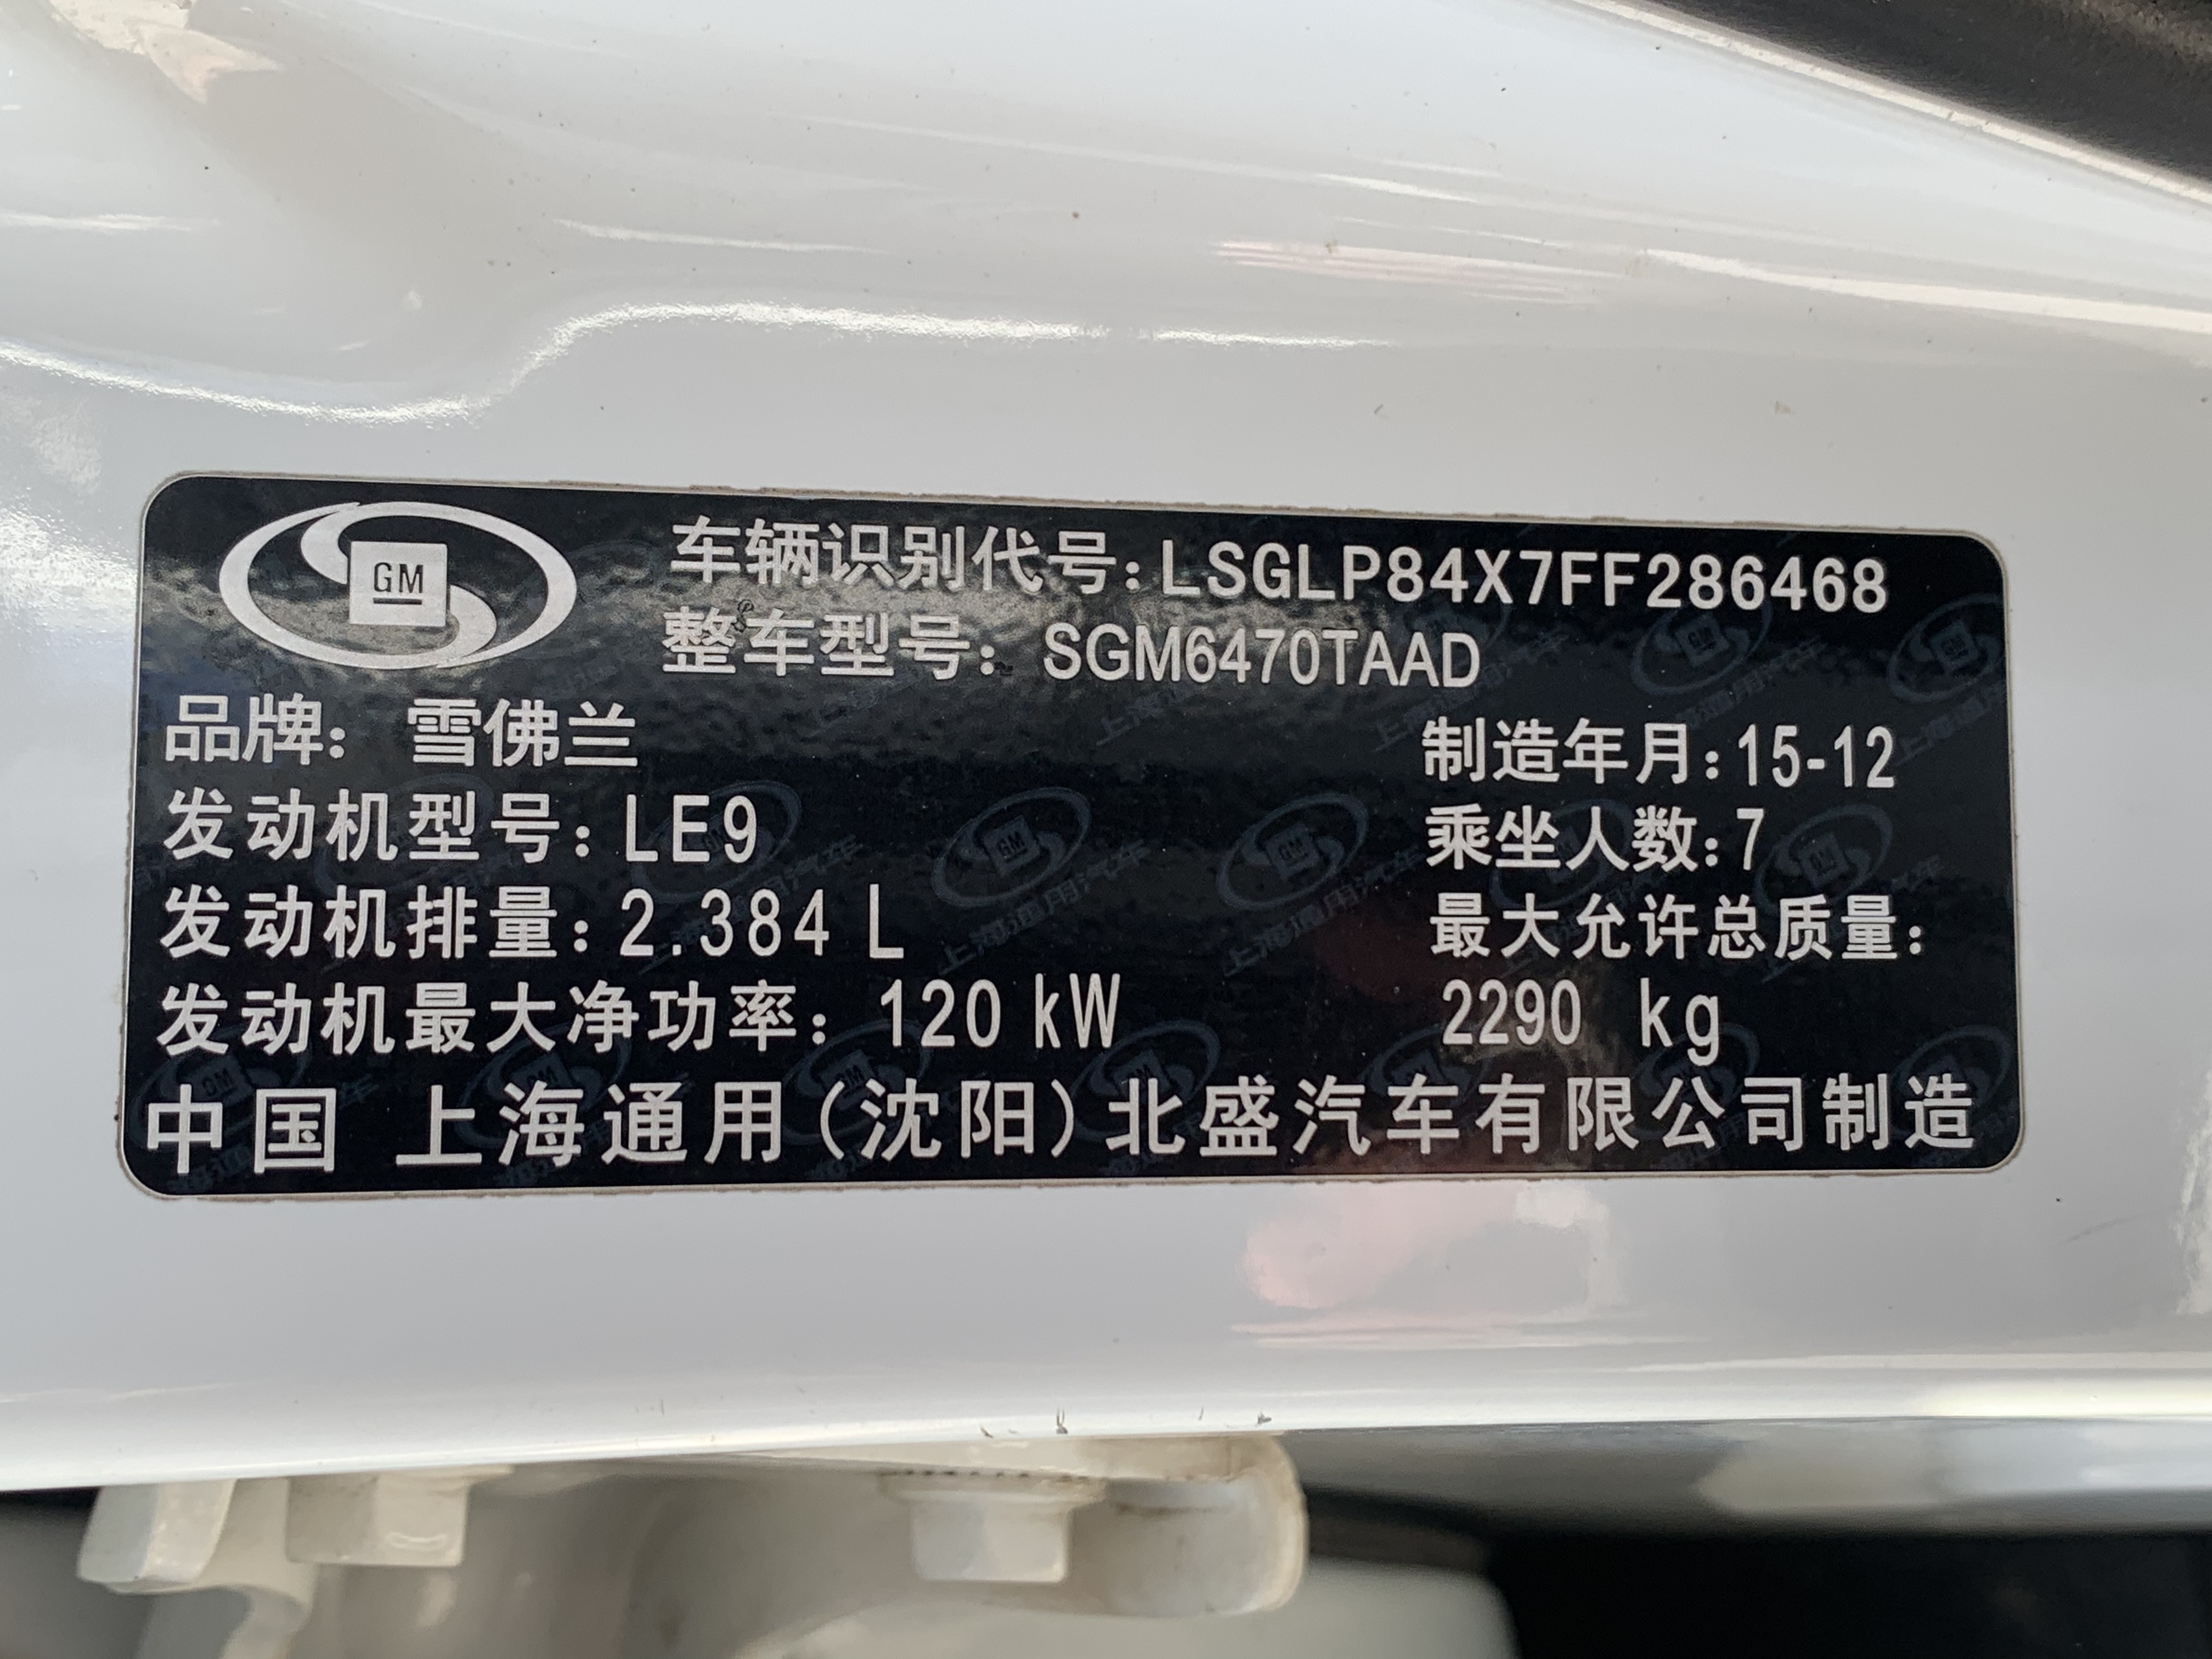 GM
车辆识别代号:LSGLP84X7FF286468
整车型号: SGM6470TAAD
品牌: 雪佛兰
制造年月:15-12
发动机型号:LE9
乘坐人数:7
发动机排量:2.384 L
最大允许总质量:
发动机最大净功率: 120 kW
2290 kg
中国 上海通用(沈阳)北盛汽车有限公司制造